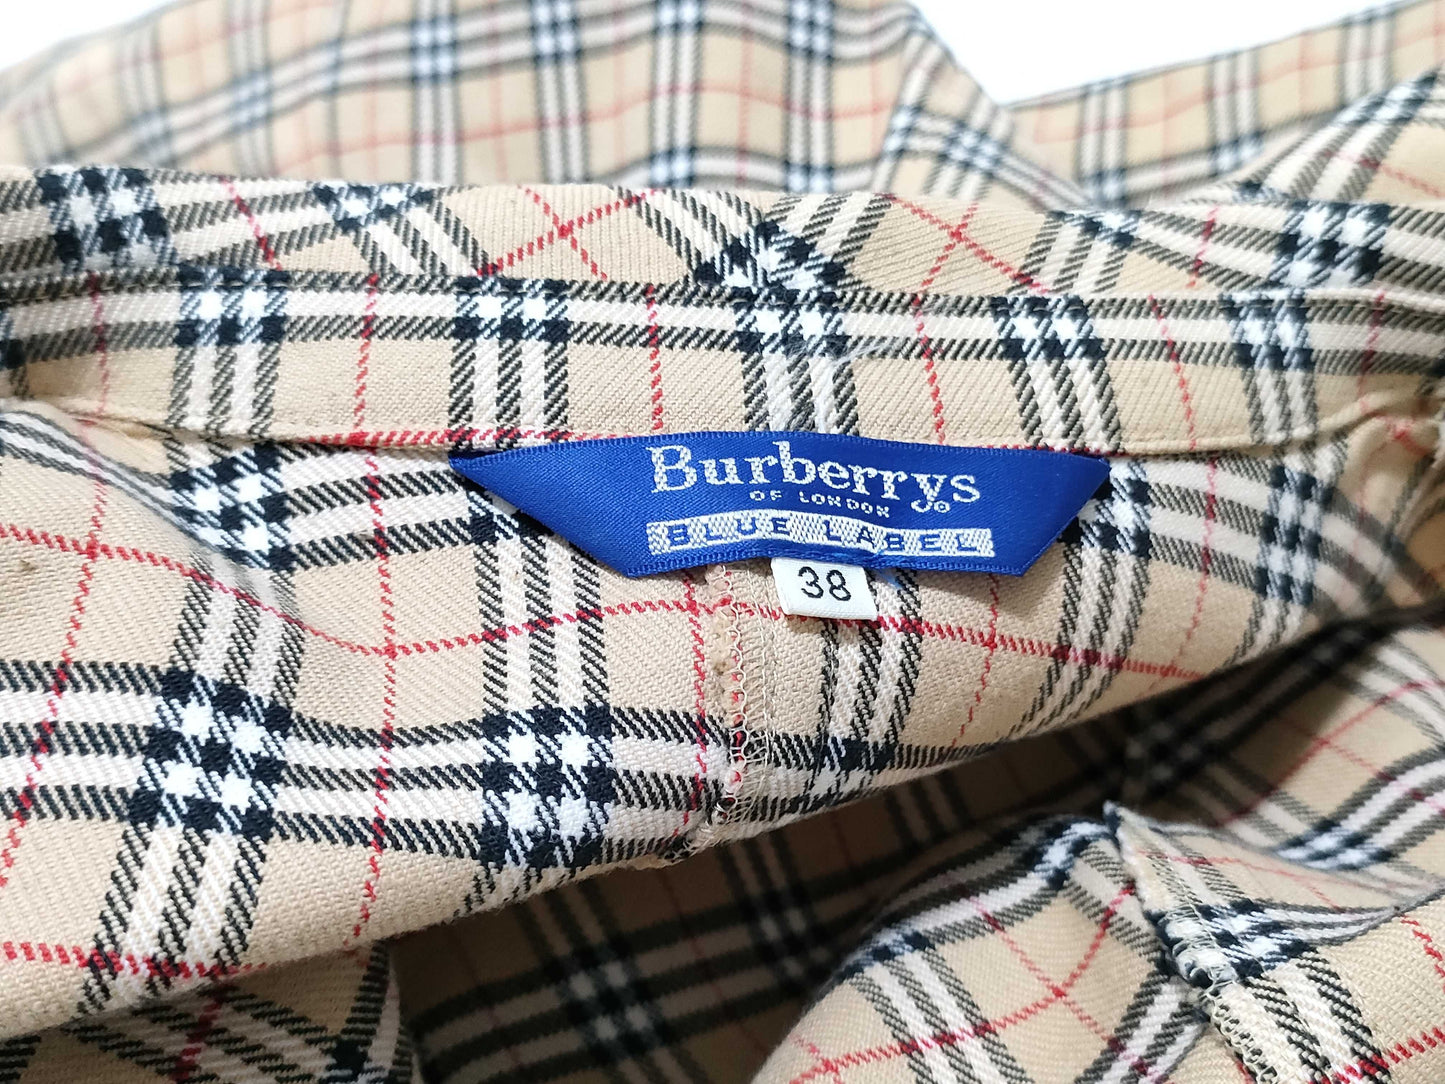 Burberrys®
OF LONDON
BLUE LABEL
38